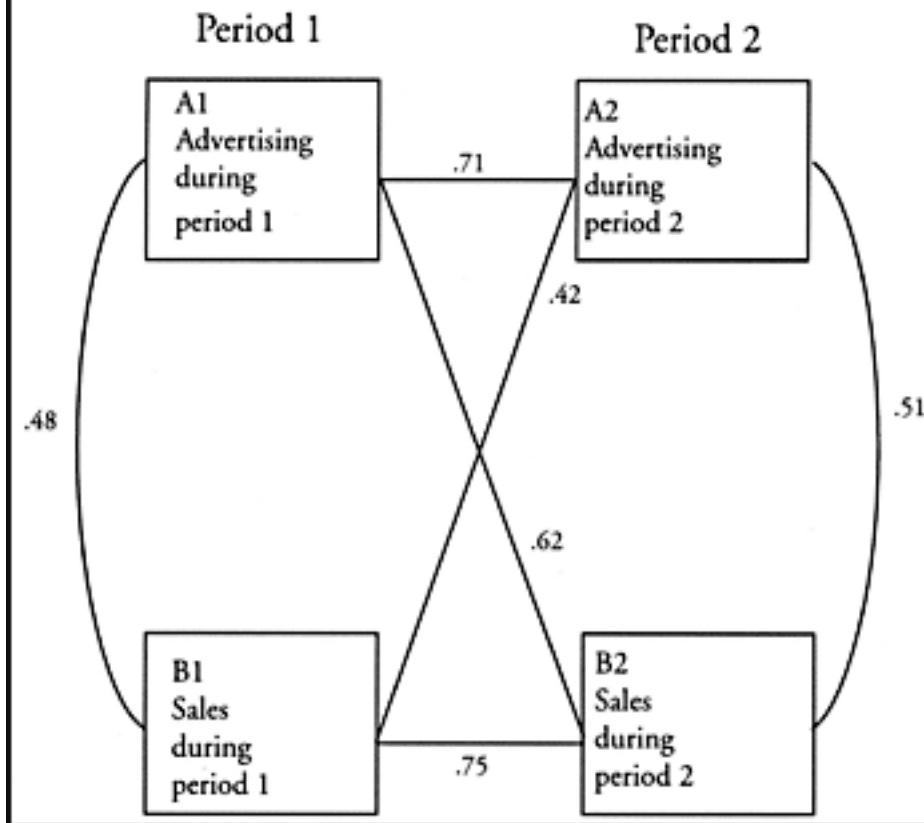 Period 1
Period 2
A1
Advertising
during
period 1
A2
Advertising
during
period 2
.71
.42
.48
.51
.62
B1
Sales
during
period 1
B2
Sales
during
period 2
.75